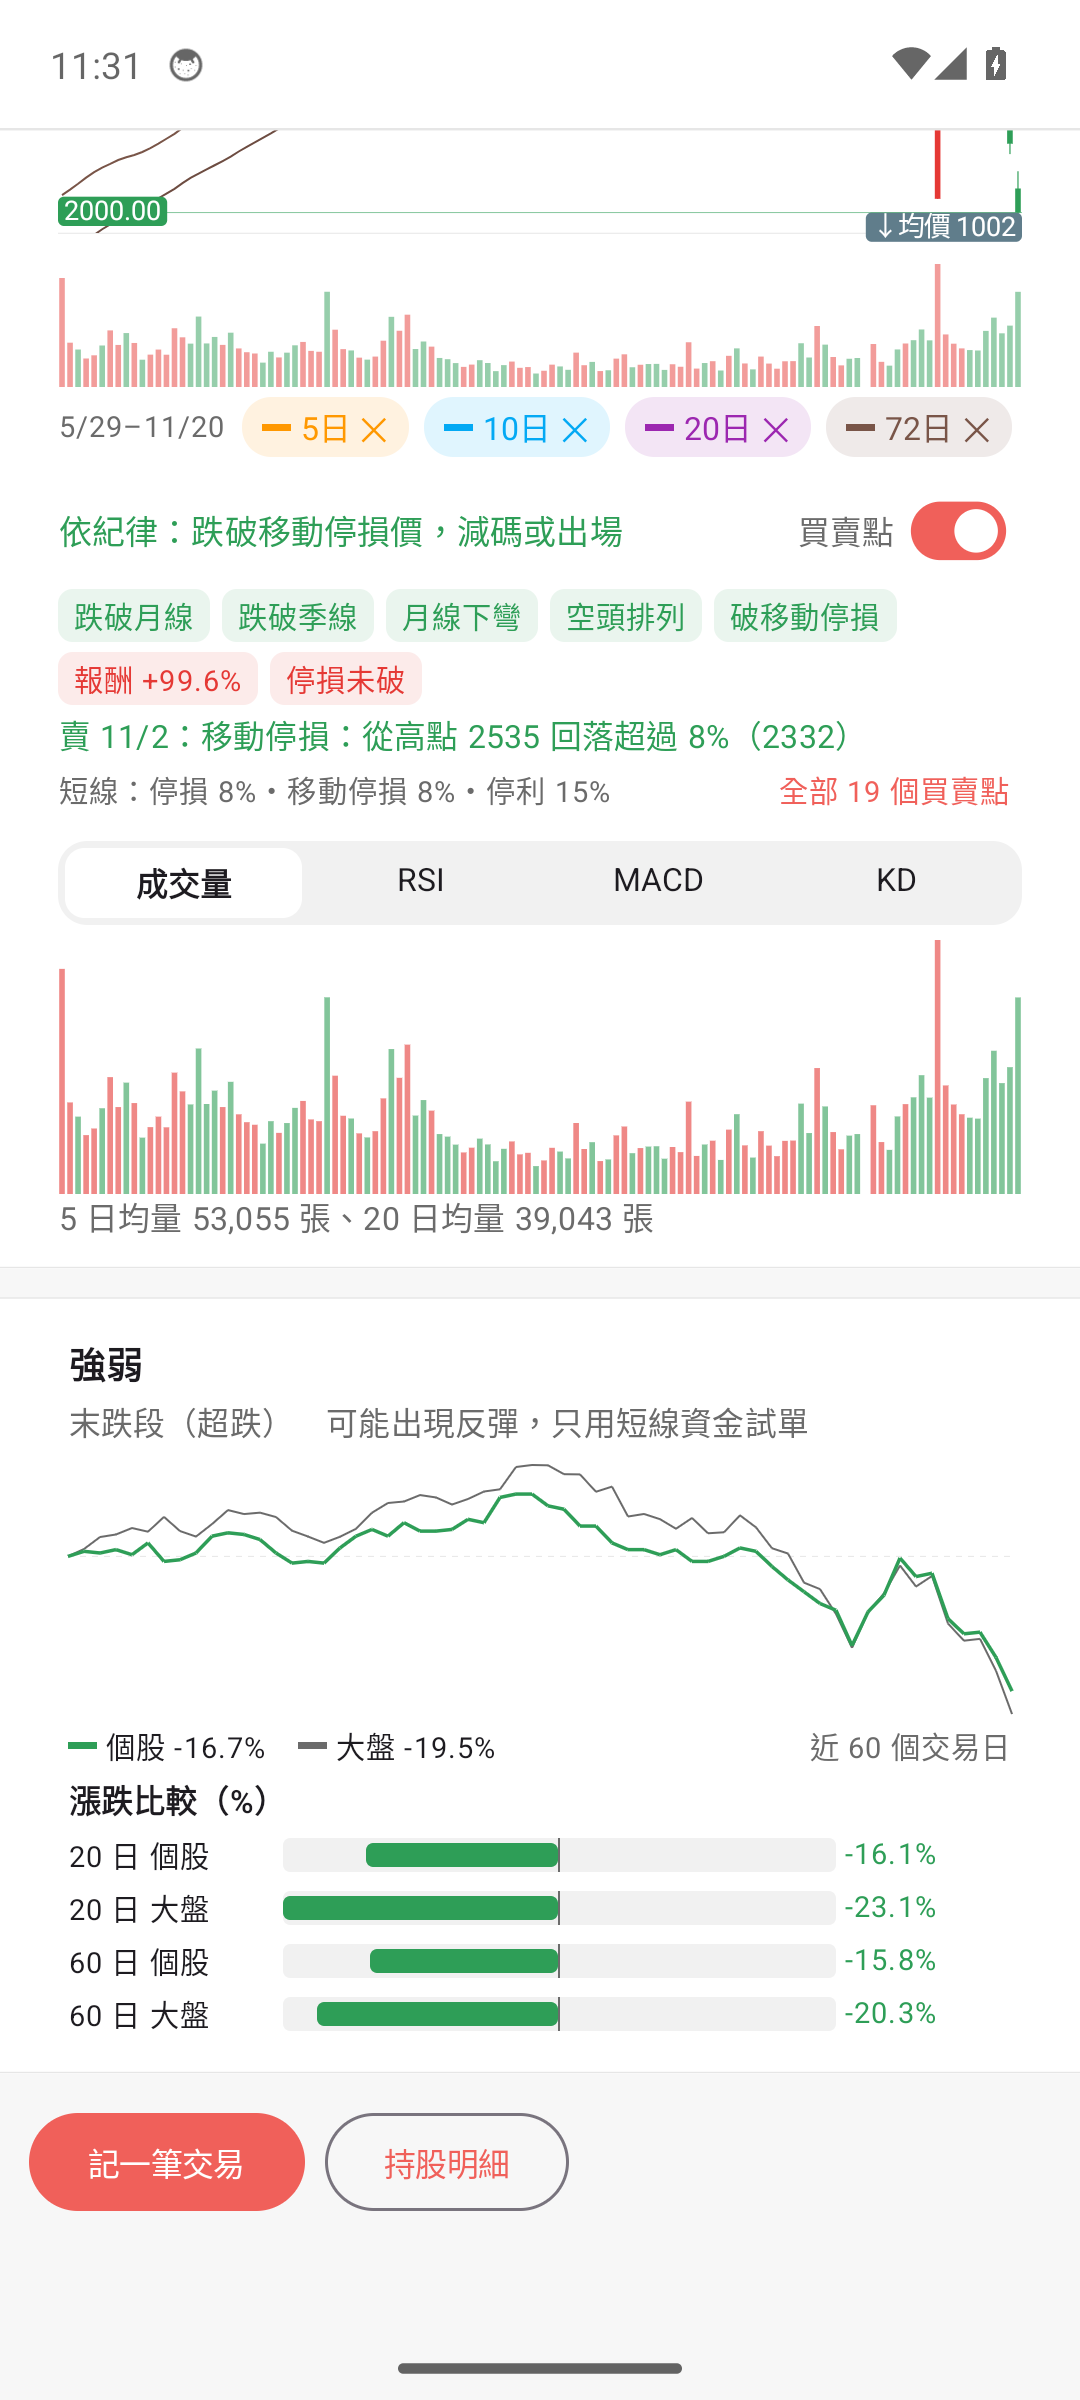 11:31
2000.00
↓均價 1002
5/29–11/20 5日 × 10日 × 20日 × 72日 ×
依紀律：跌破移動停損價，減碼或出場 買賣點
跌破月線 跌破季線 月線下彎 空頭排列 破移動停損
報酬 +99.6% 停損未破
賣 11/2：移動停損：從高點 2535 回落超過 8%（2332）
短線：停損 8%・移動停損 8%・停利 15% 全部 19 個買賣點
成交量 RSI MACD KD
5 日均量 53,055 張、20 日均量 39,043 張
強弱
末跌段（超跌） 可能出現反彈，只用短線資金試單
個股 -16.7% 大盤 -19.5% 近 60 個交易日
漲跌比較（%）
20 日 個股 -16.1%
20 日 大盤 -23.1%
60 日 個股 -15.8%
60 日 大盤 -20.3%
記一筆交易 持股明細